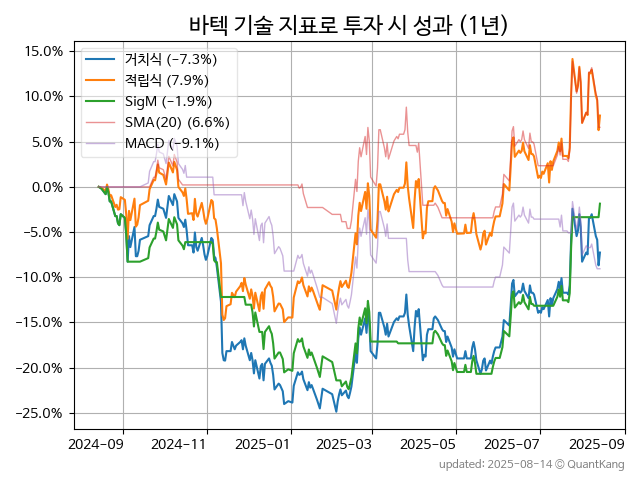 바텍 기술 지표로 투자 시 성과 (1년)
15.0%
10.0%
5.0%
0.0%
−5.0%
−10.0%
−15.0%
−20.0%
−25.0%
거치식 (−7.3%)
적립식 (7.9%)
SigM (−1.9%)
SMA(20) (6.6%)
MACD (−9.1%)
2024-09 2024-11 2025-01 2025-03 2025-05 2025-07 2025-09
updated: 2025-08-14 © QuantKang